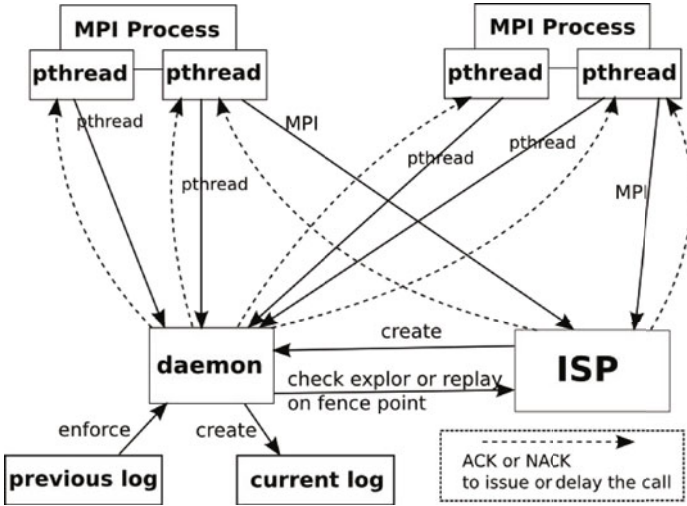 MPI Process
MPI Process
pthread
pthread
pthread
pthread
pthread
MPI
pthread
pthread
pthread
MPI
create
daemon
ISP
check explor or replay
on fence point
enforce
create
previous log
current log
ACK or NACK
to issue or delay the call